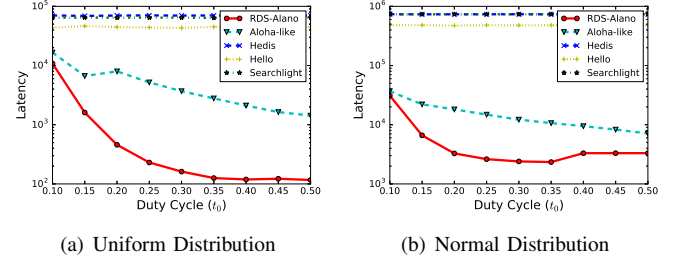 10^5
10^4
10^3
10^2
Latency
0.10 0.15 0.20 0.25 0.30 0.35 0.40 0.45 0.50
Duty Cycle (t_0)
RDS-Alano
Aloha-like
Hedis
Hello
Searchlight
(a) Uniform Distribution
10^6
10^5
10^4
10^3
Latency
0.10 0.15 0.20 0.25 0.30 0.35 0.40 0.45 0.50
Duty Cycle (t_0)
RDS-Alano
Aloha-like
Hedis
Hello
Searchlight
(b) Normal Distribution